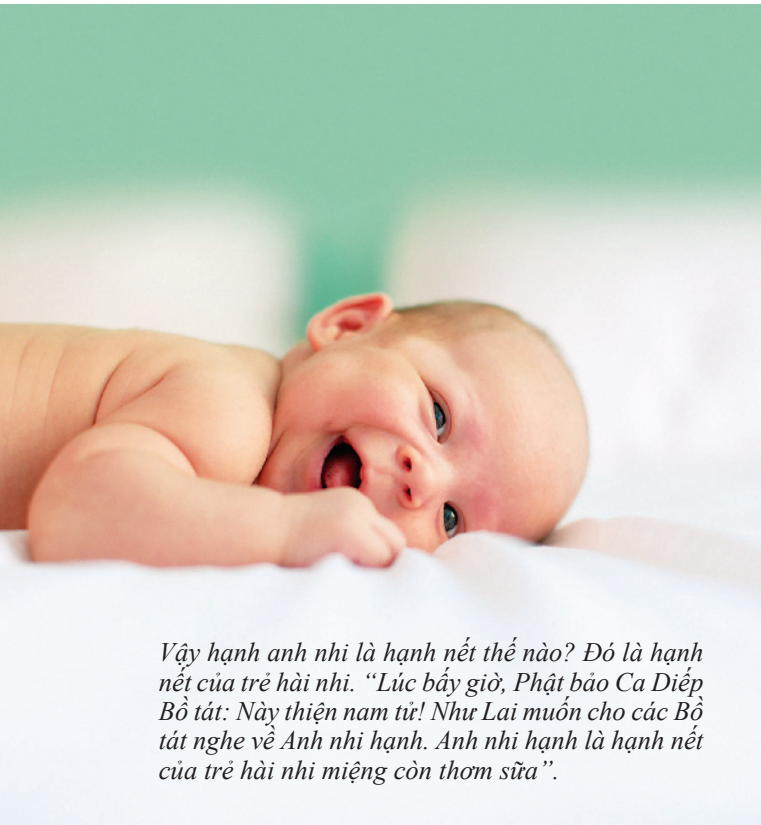 Vậy hạnh anh nhi là hạnh nết thế nào? Đó là hạnh
nết của trẻ hài nhi. “Lúc bấy giờ, Phật bảo Ca Diếp
Bồ tát: Này thiện nam tử! Như Lai muốn cho các Bồ
tát nghe về Anh nhi hạnh. Anh nhi hạnh là hạnh nết
của trẻ hài nhi miệng còn thơm sữa”.